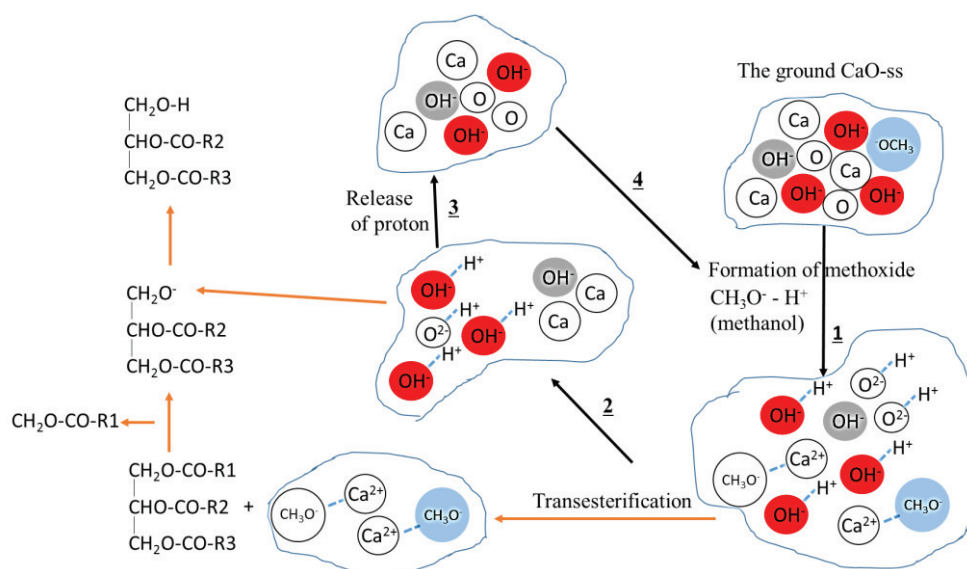 CH₂O-H
CHO-CO-R2
CH₂O-CO-R3
CH₂O⁻
CHO-CO-R2
CH₂O-CO-R3
CH₂O-CO-R1
CH₂O-CO-R1
CHO-CO-R2
CH₂O-CO-R3
+
CH₃O⁻
Ca²⁺
Ca²⁺
CH₃O⁻
Transesterification
Ca
OH⁻
OH⁻
O
O
Ca
OH⁻
Release
of proton
3
4
H⁺
OH⁻
H⁺
H⁺
O²⁻
OH⁻
H⁺
OH⁻
OH⁻
Ca
Ca
2
The ground CaO-ss
Ca
OH⁻
⁻OCH₃
OH⁻
O
Ca
Ca
OH⁻
O
OH⁻
Formation of methoxide
CH₃O⁻ - H⁺
(methanol)
1
H⁺
OH⁻
O²⁻
H⁺
H⁺
OH⁻
O²⁻
CH₃O⁻
Ca²⁺
H⁺
OH⁻
H⁺
OH⁻
Ca²⁺
CH₃O⁻